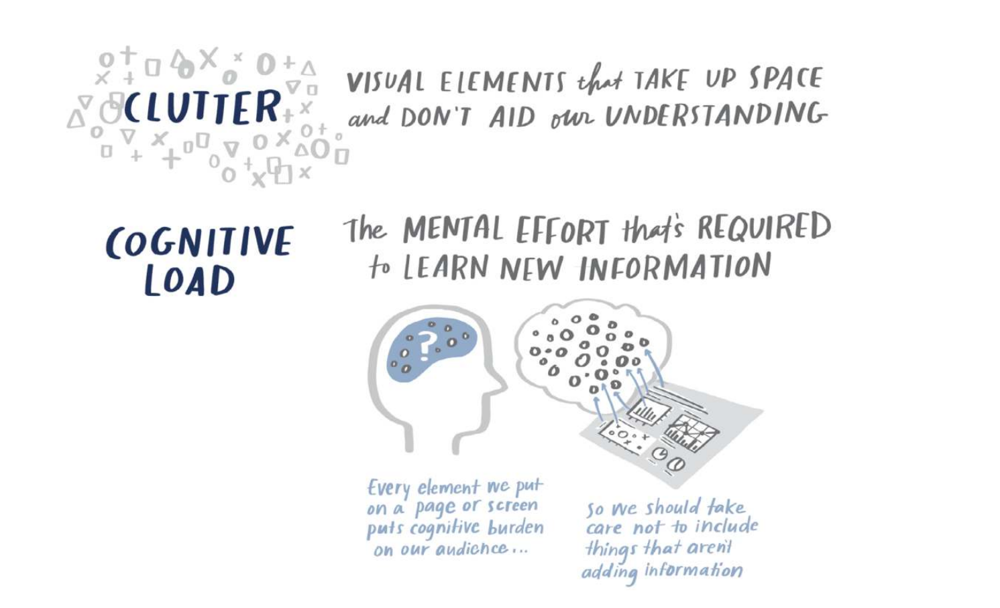 CLUTTER
VISUAL ELEMENTS that TAKE UP SPACE
and DON'T AID our UNDERSTANDING
COGNITIVE
LOAD
The MENTAL EFFORT that's REQUIRED
to LEARN NEW INFORMATION
?
Every element we put
on a page or screen
puts cognitive burden
on our audience...
So we should take
care not to include
things that aren't
adding information